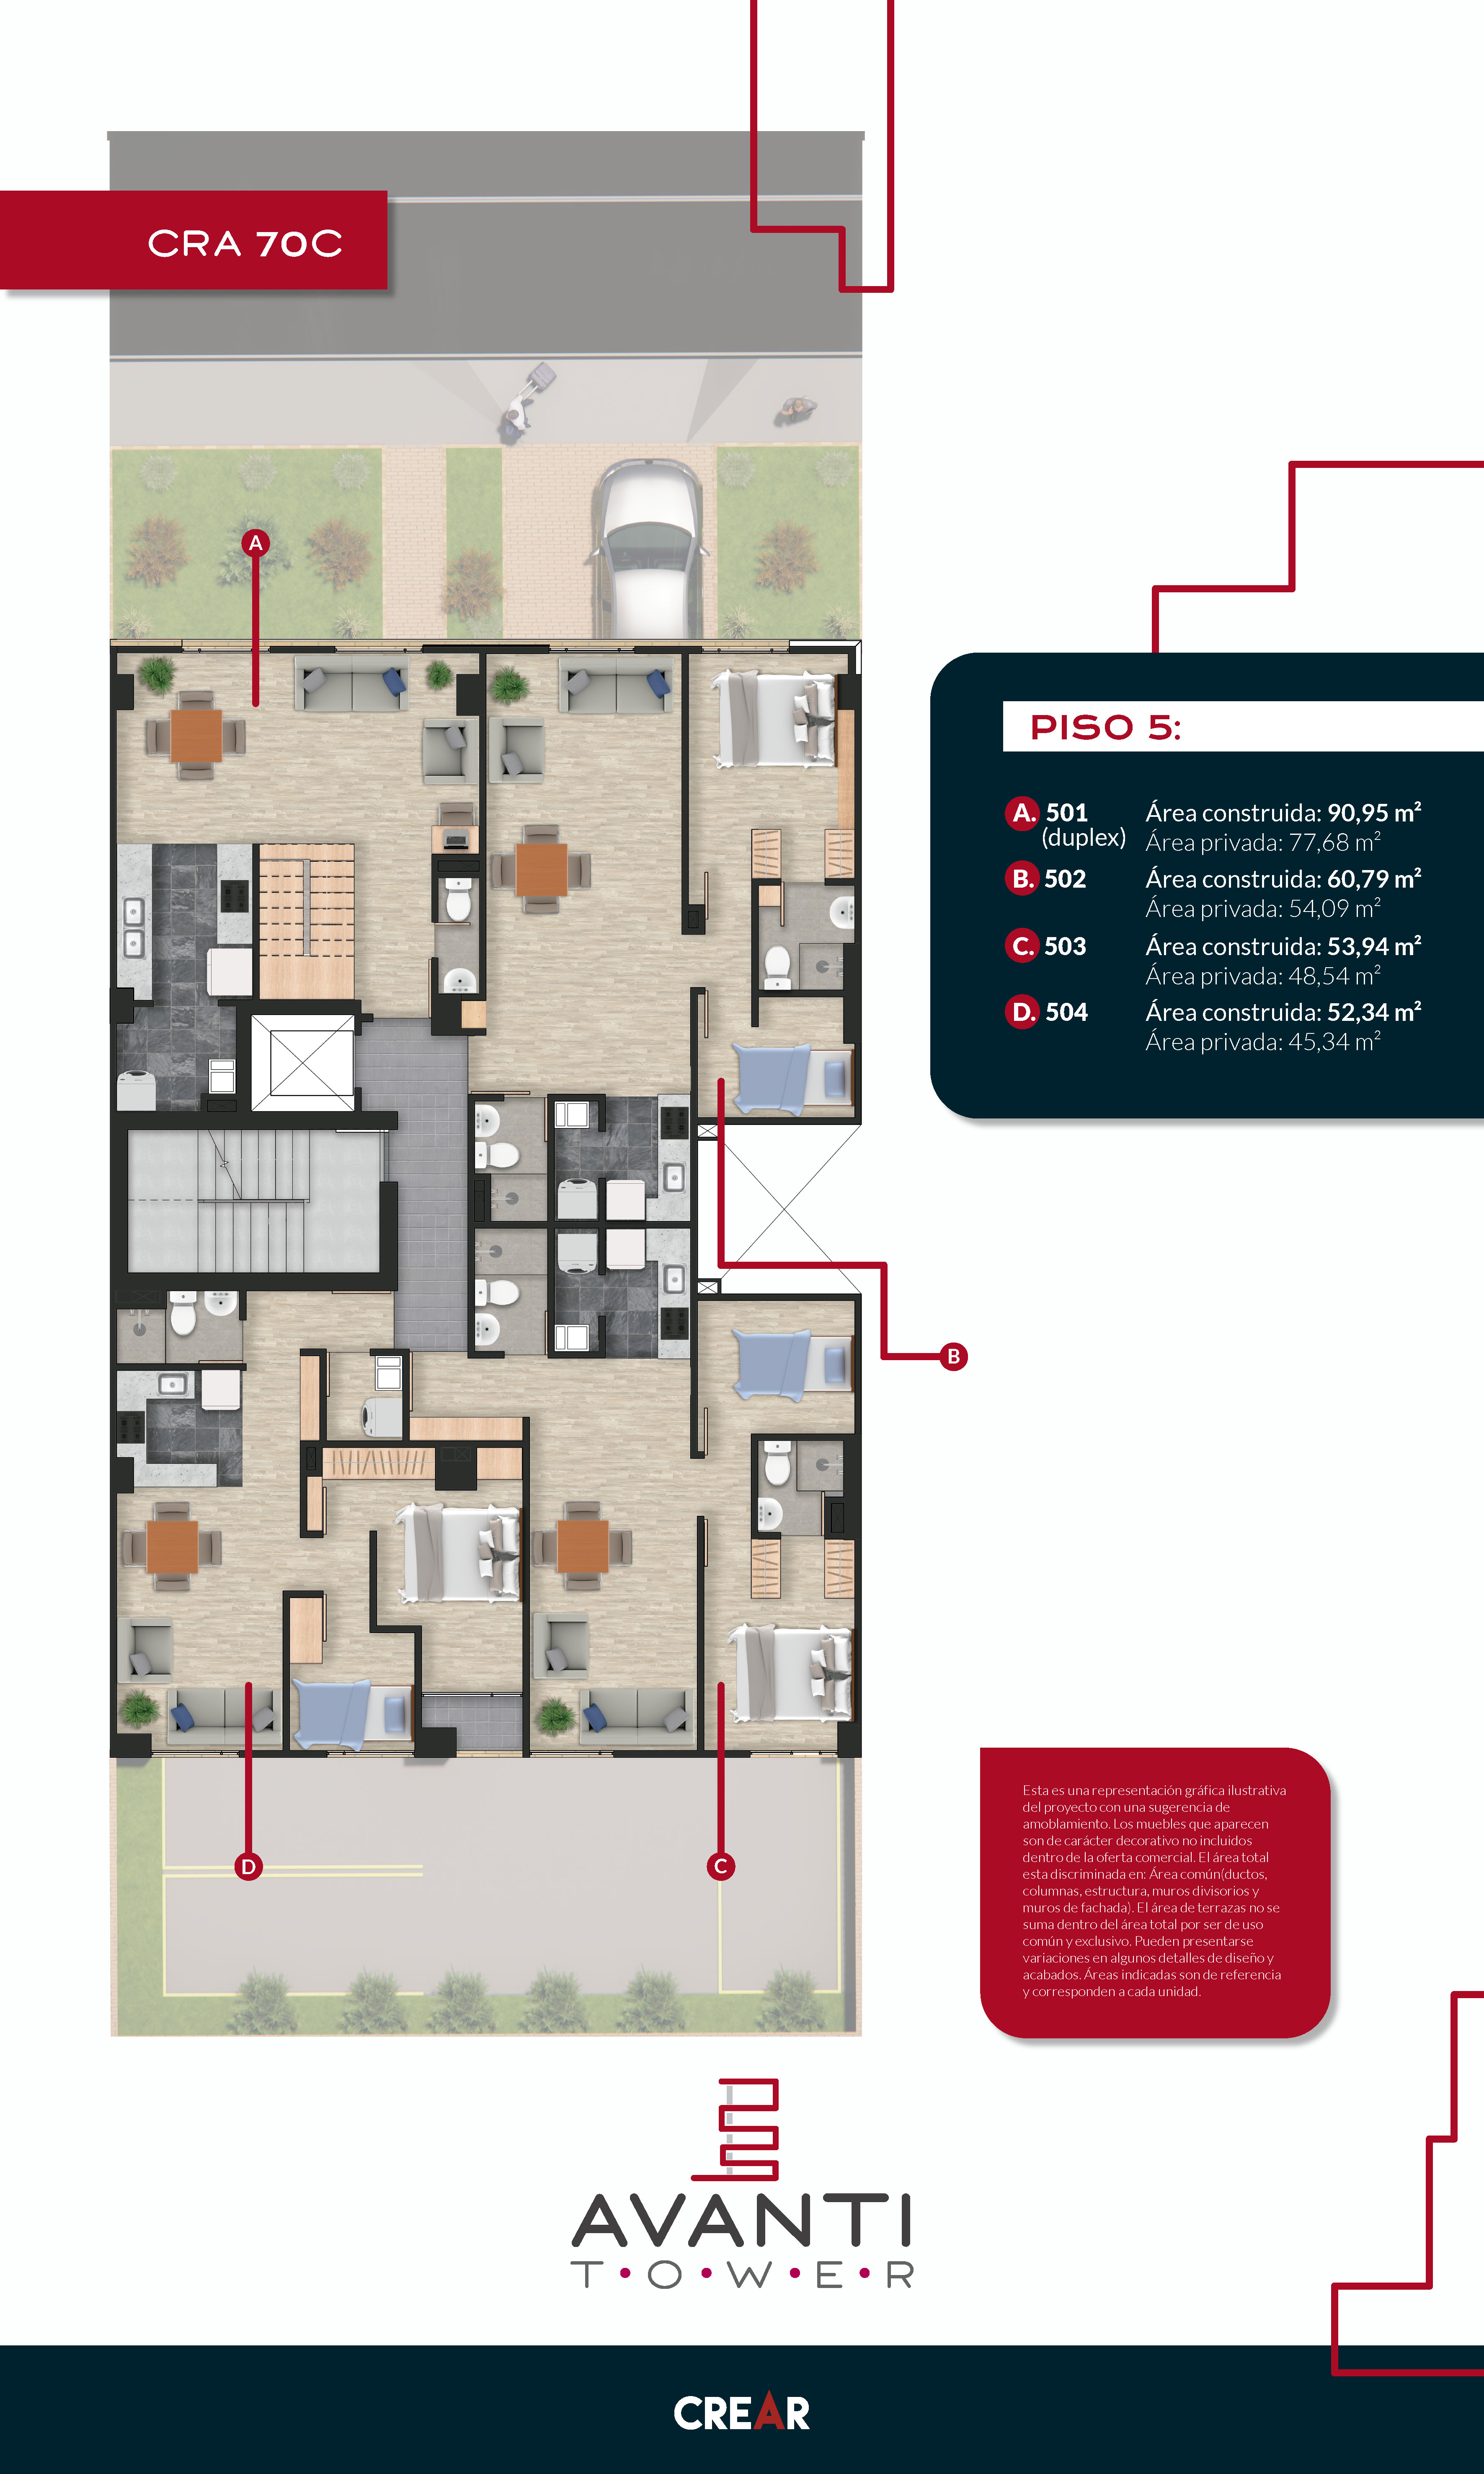 CRA 70C
A
PISO 5:
A. 501 Área construida: 90,95 m²
(duplex) Área privada: 77,68 m²
B. 502 Área construida: 60,79 m²
Área privada: 54,09 m²
C. 503 Área construida: 53,94 m²
Área privada: 48,54 m²
D. 504 Área construida: 52,34 m²
Área privada: 45,34 m²
B
D
C
Esta es una representación gráfica ilustrativa
del proyecto con una sugerencia de
amoblamiento. Los muebles que aparecen
son de carácter decorativo no incluidos
dentro de la oferta comercial. El área total
esta discriminada en: Área común(ductos,
columnas, estructura, muros divisorios y
muros de fachada). El área de terrazas no se
suma dentro del área total por ser de uso
común y exclusivo. Pueden presentarse
variaciones en algunos detalles de diseño y
acabados. Áreas indicadas son de referencia
y corresponden a cada unidad.
AVANTI
T•O•W•E•R
CREAR